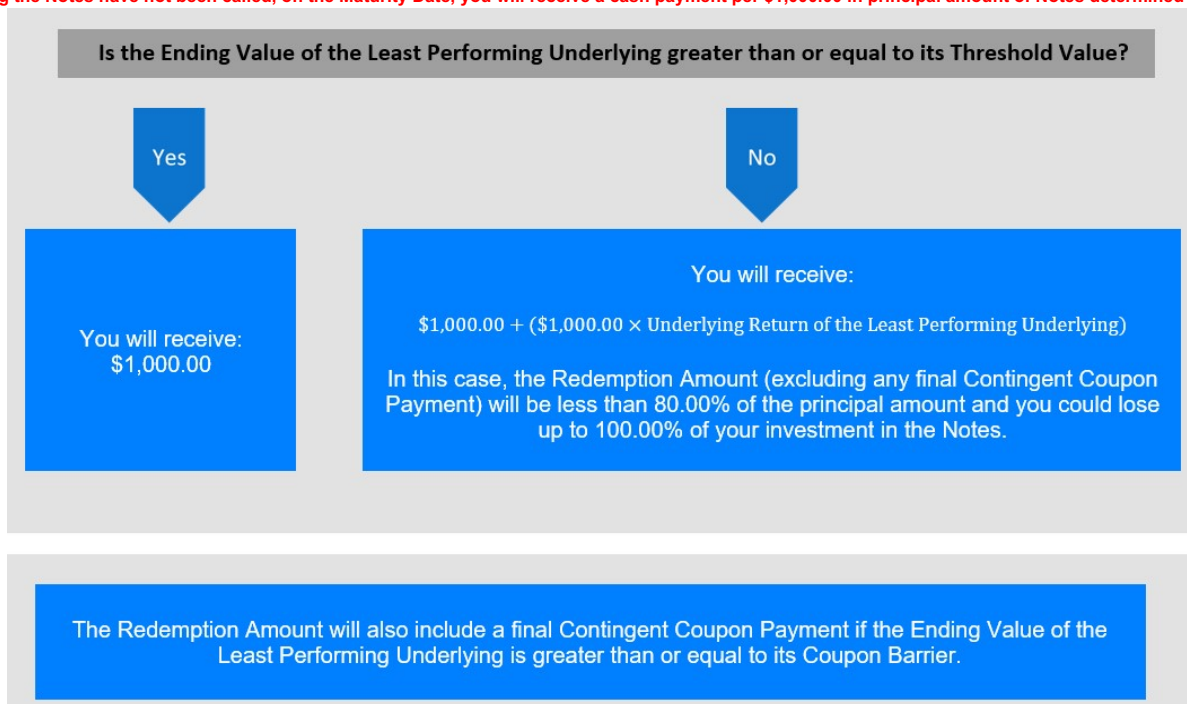 the Notes have not been called, on the Maturity Date, you will receive a cash payment per $1,000.00 in principal amount of Notes determined
Is the Ending Value of the Least Performing Underlying greater than or equal to its Threshold Value?
Yes
No
You will receive:
$1,000.00
You will receive:
$1,000.00 + ($1,000.00 × Underlying Return of the Least Performing Underlying)
In this case, the Redemption Amount (excluding any final Contingent Coupon
Payment) will be less than 80.00% of the principal amount and you could lose
up to 100.00% of your investment in the Notes.
The Redemption Amount will also include a final Contingent Coupon Payment if the Ending Value of the
Least Performing Underlying is greater than or equal to its Coupon Barrier.